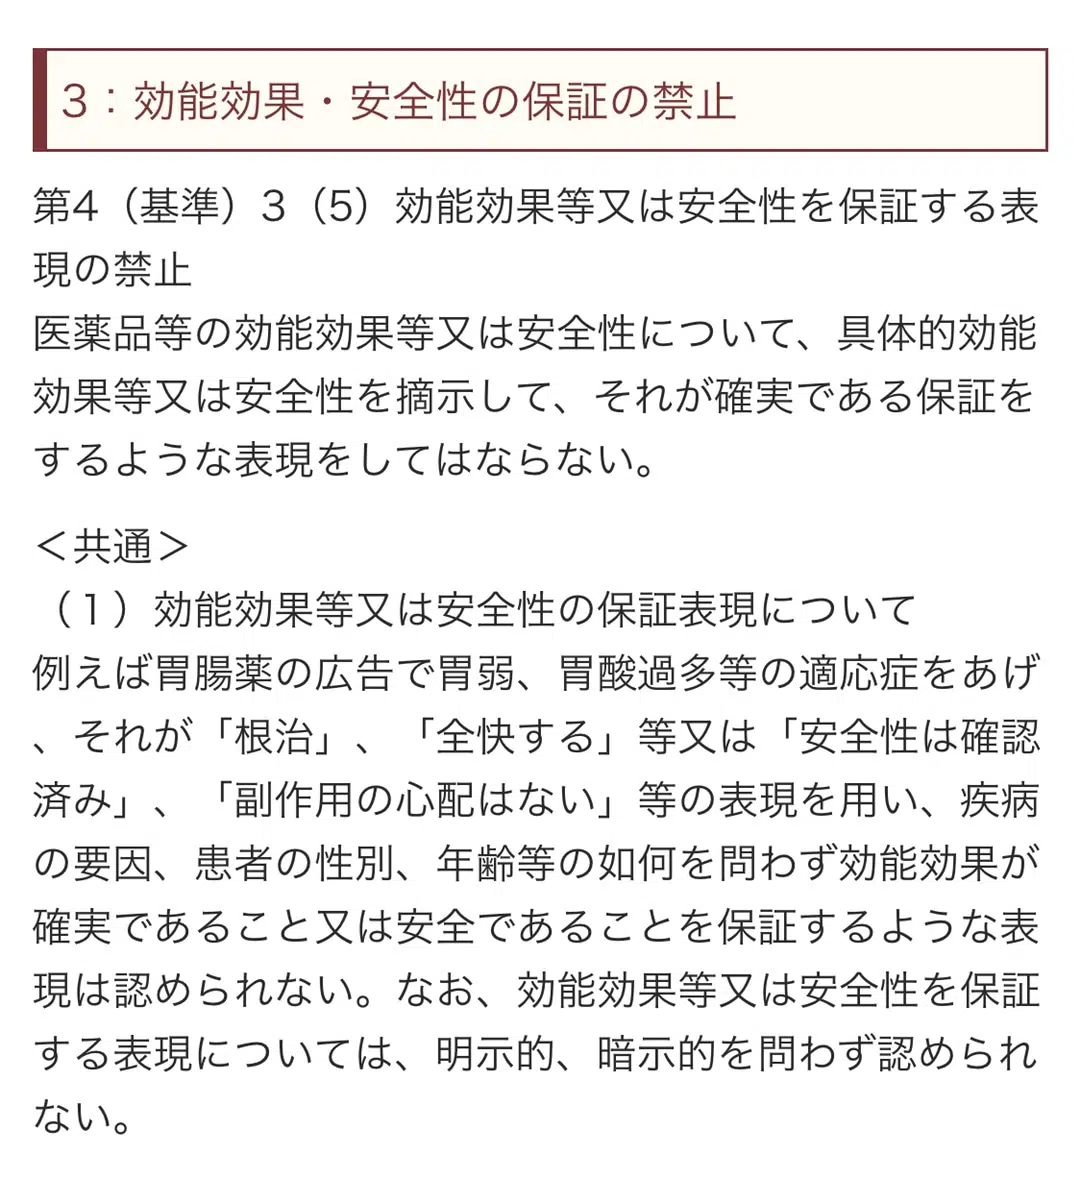 3：効能効果・安全性の保証の禁止
第4（基準）3（5）効能効果等又は安全性を保証する表
現の禁止
医薬品等の効能効果等又は安全性について、具体的効能
効果等又は安全性を摘示して、それが確実である保証を
するような表現をしてはならない。
＜共通＞
（１）効能効果等又は安全性の保証表現について
例えば胃腸薬の広告で胃弱、胃酸過多等の適応症をあげ
、それが「根治」、「全快する」等又は「安全性は確認
済み」、「副作用の心配はない」等の表現を用い、疾病
の要因、患者の性別、年齢等の如何を問わず効能効果が
確実であること又は安全であることを保証するような表
現は認められない。なお、効能効果等又は安全性を保証
する表現については、明示的、暗示的を問わず認められ
ない。